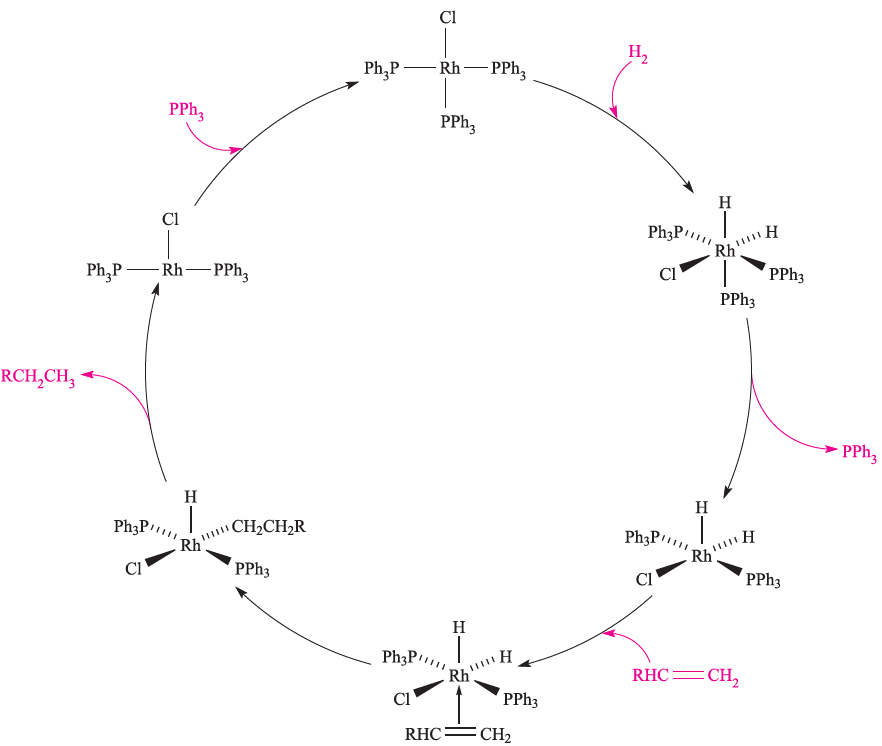 Cl
Ph₃P Rh PPh₃
PPh₃
H₂
H
Ph₃P H
Rh
Cl PPh₃
PPh₃
PPh₃
H
Ph₃P H
Rh
Cl PPh₃
RHC CH₂
H
Ph₃P H
Rh
Cl PPh₃
RHC CH₂
H
Ph₃P CH₂CH₂R
Rh
Cl PPh₃
RCH₂CH₃
Cl
Ph₃P Rh PPh₃
PPh₃